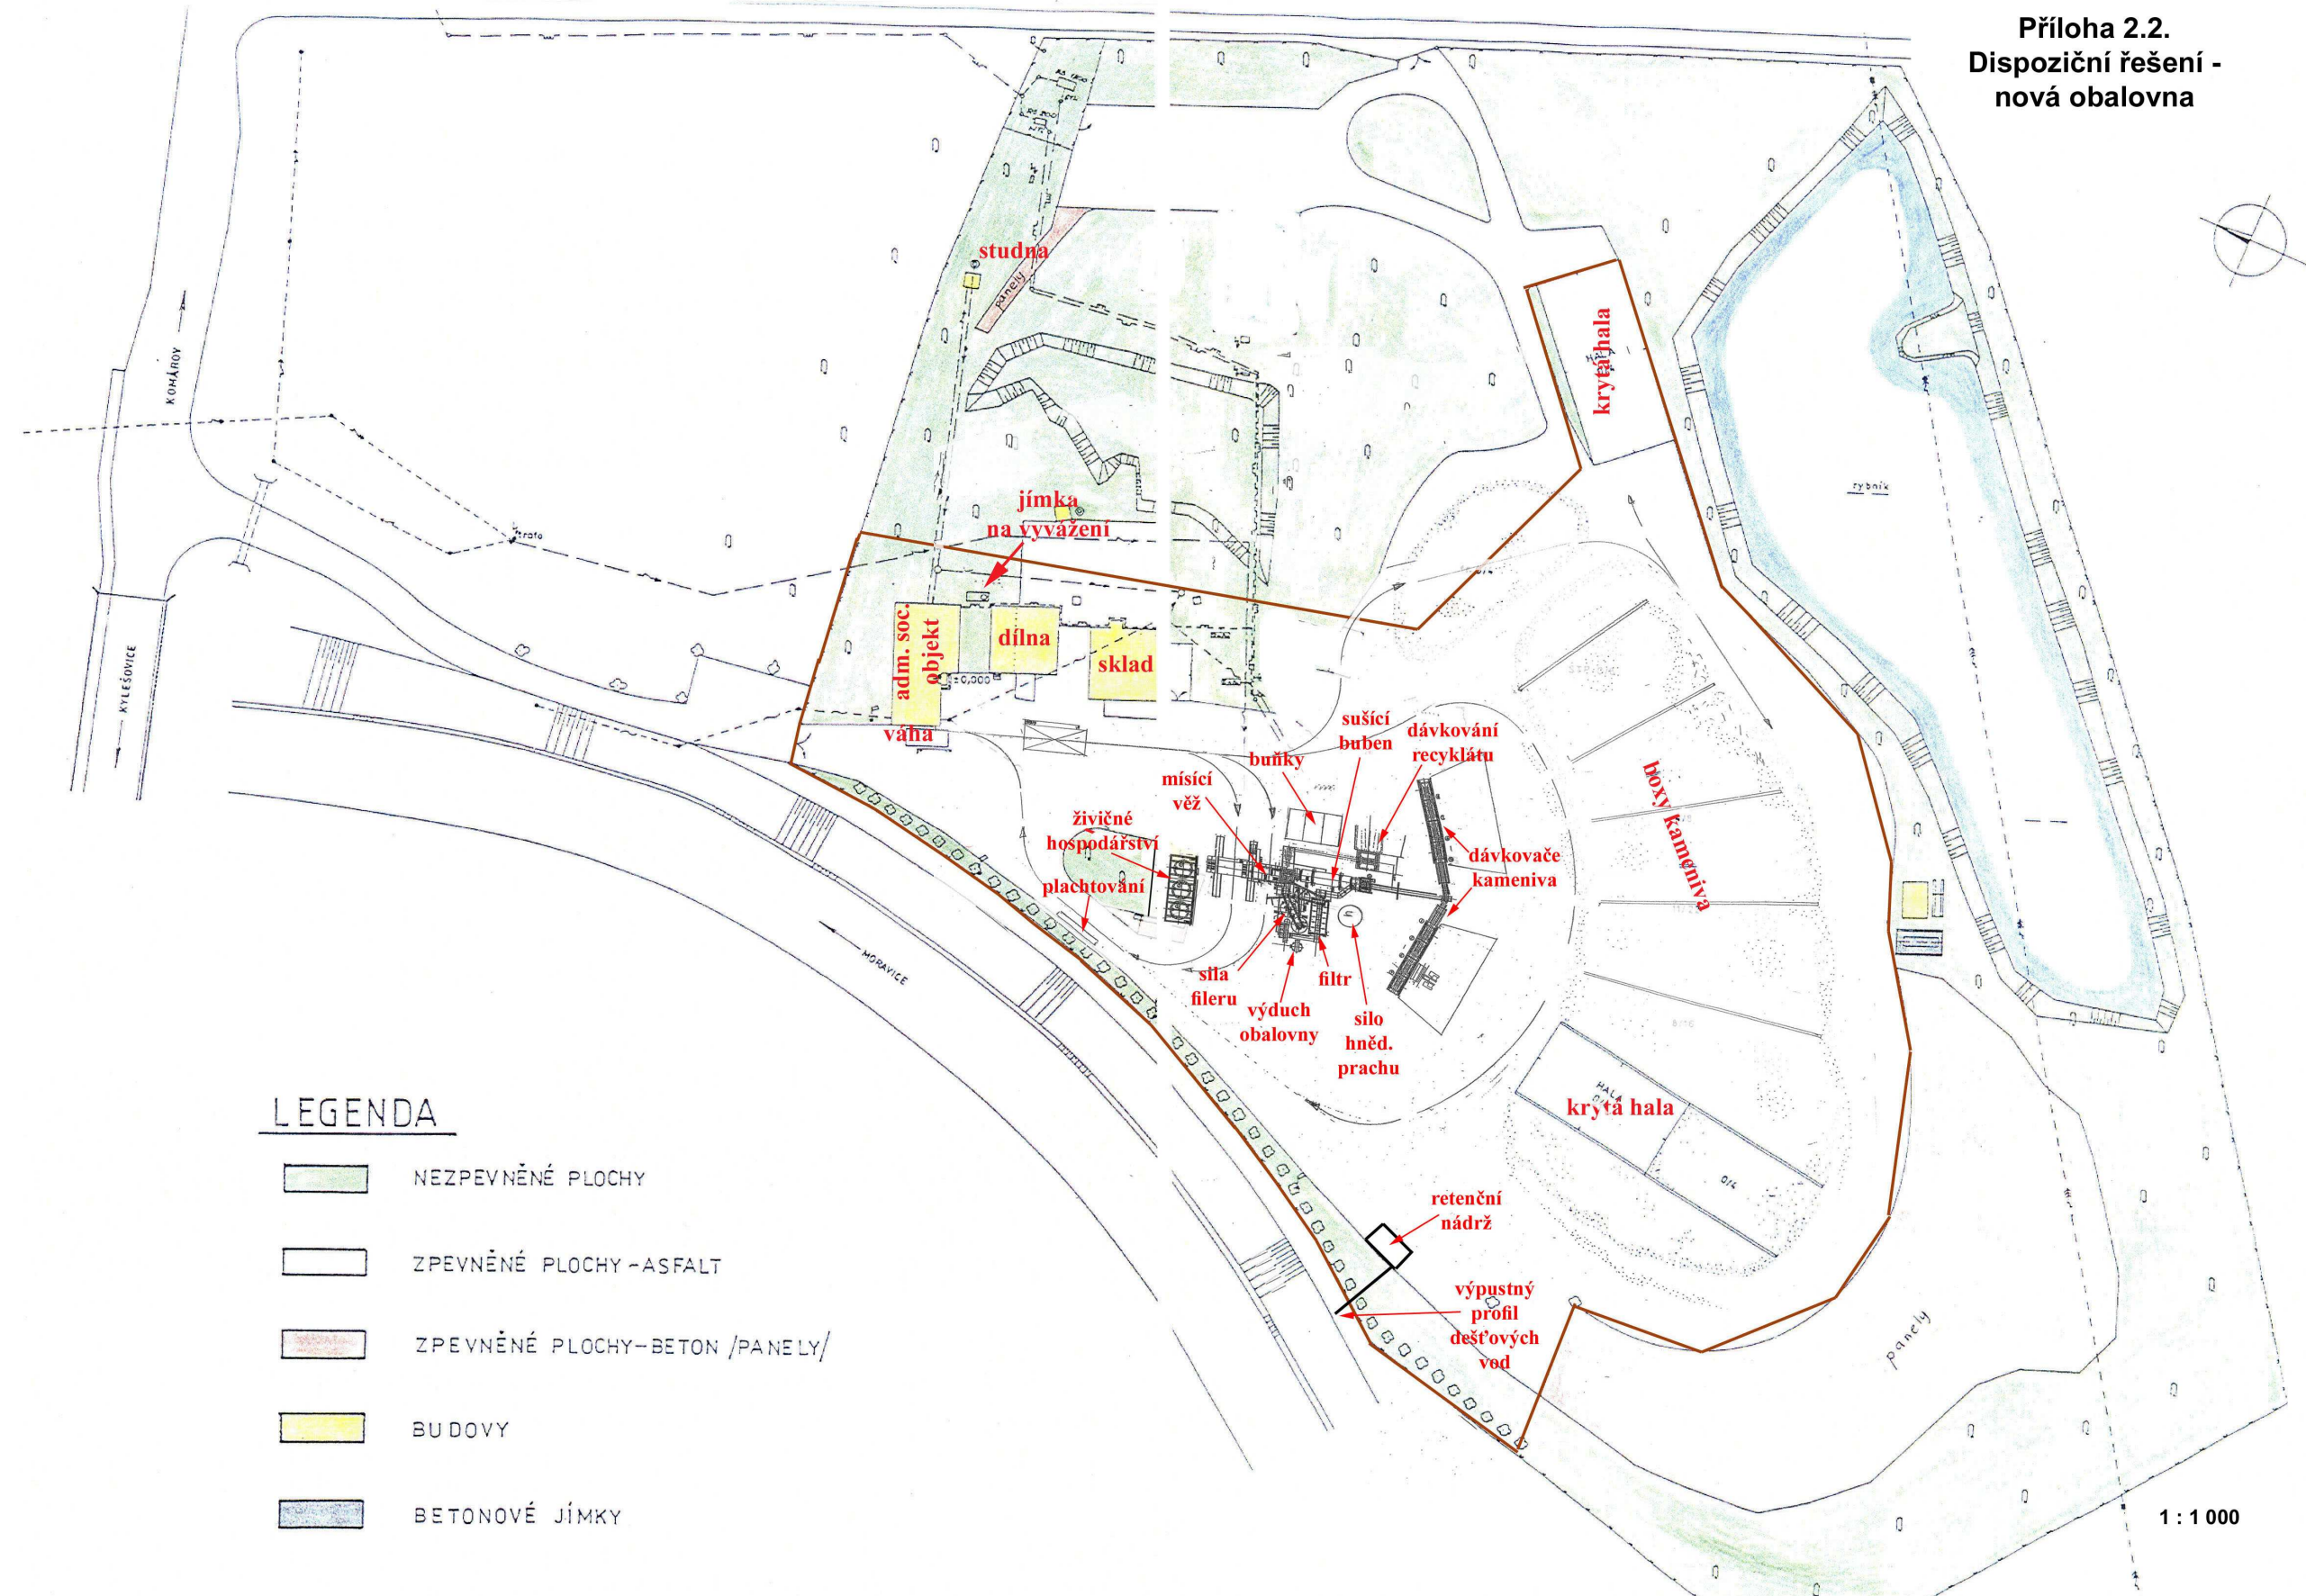 Příloha 2.2.
Dispoziční řešení -
nová obalovna
studna
panely
KOMÁROV
krytá hala
rybník
jímka
na vyvážení
adm. soc.
objekt
dílna
sklad
±0,000
váha
KYLEŠOVICE
sušící
buben
dávkování
recyklátu
buňky
mísící
věž
boxy kameniva
živičné
hospodářství
dávkovače
kameniva
plachtování
MORAVICE
sila
fileru
filtr
výduch
obalovny
silo
hněd.
prachu
HALA
krytá hala
0/4
retenční
nádrž
výpustný
profil
dešťových
vod
panely
LEGENDA
NEZPEVNĚNÉ PLOCHY
ZPEVNĚNÉ PLOCHY-ASFALT
ZPEVNĚNÉ PLOCHY-BETON /PANELY/
BUDOVY
BETONOVÉ JÍMKY
1 : 1 000